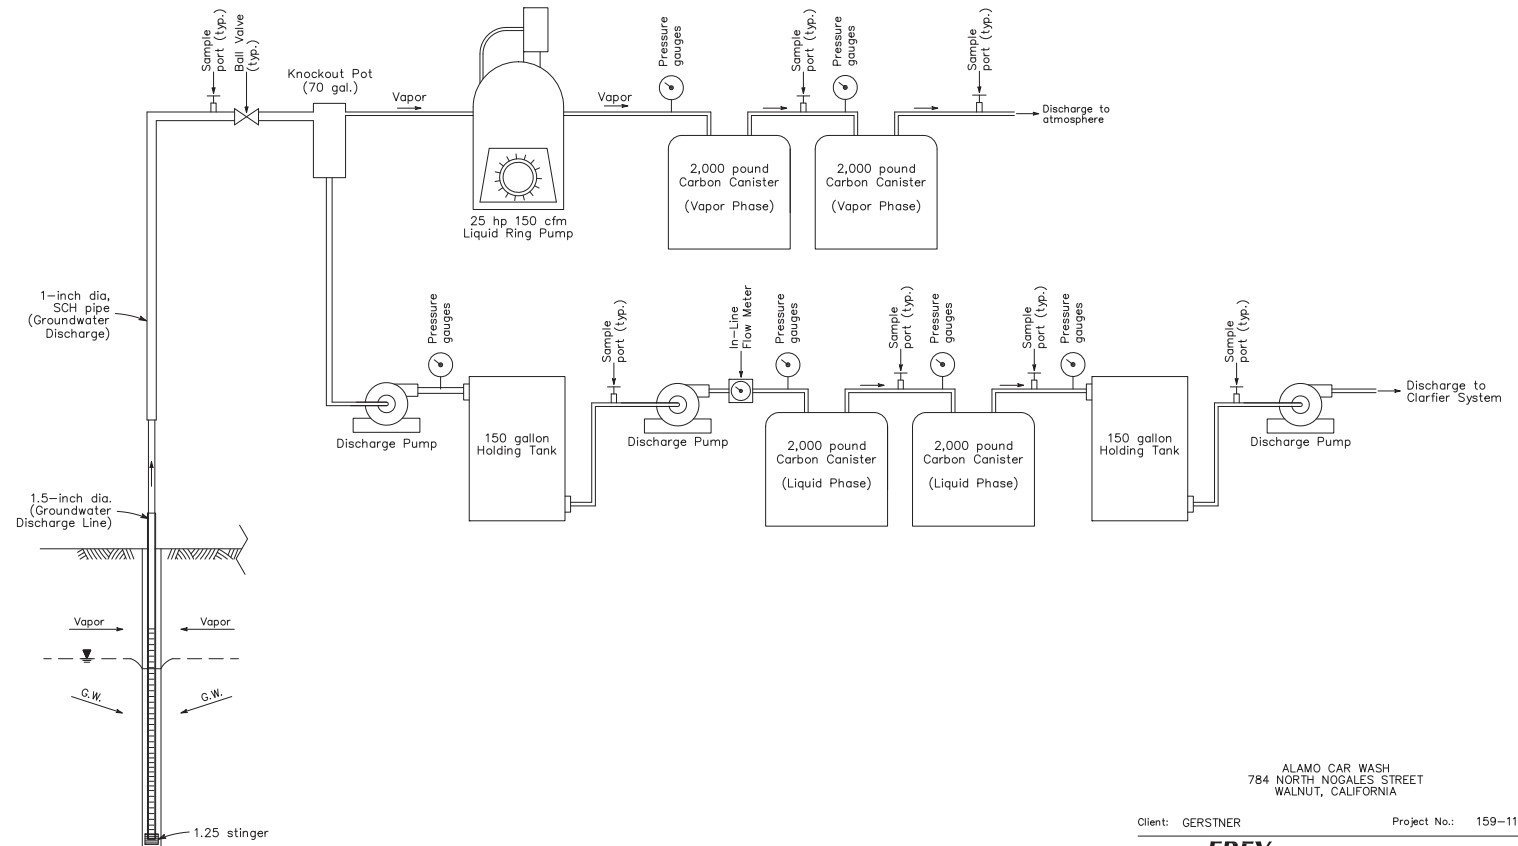 Sample
port (typ.)
Ball Valve
(typ.)
Knockout Pot
(70 gal.)
Vapor
25 hp 150 cfm
Liquid Ring Pump
Vapor
Pressure
gauges
2,000 pound
Carbon Canister
(Vapor Phase)
Sample
port (typ.)
Pressure
gauges
2,000 pound
Carbon Canister
(Vapor Phase)
Sample
port (typ.)
Discharge to
atmosphere
1-inch dia,
SCH pipe
(Groundwater
Discharge)
Pressure
gauges
Discharge Pump
150 gallon
Holding Tank
Sample
port (typ.)
Discharge Pump
In-Line
Flow Meter
Pressure
gauges
2,000 pound
Carbon Canister
(Liquid Phase)
Sample
port (typ.)
Pressure
gauges
2,000 pound
Carbon Canister
(Liquid Phase)
Sample
port (typ.)
Pressure
gauges
150 gallon
Holding Tank
Sample
port (typ.)
Discharge Pump
Discharge to
Clarfier System
1.5-inch dia.
(Groundwater
Discharge Line)
Vapor
Vapor
G.W.
G.W.
1.25 stinger
ALAMO CAR WASH
784 NORTH NOGALES STREET
WALNUT, CALIFORNIA
Client: GERSTNER
Project No.: 159-11